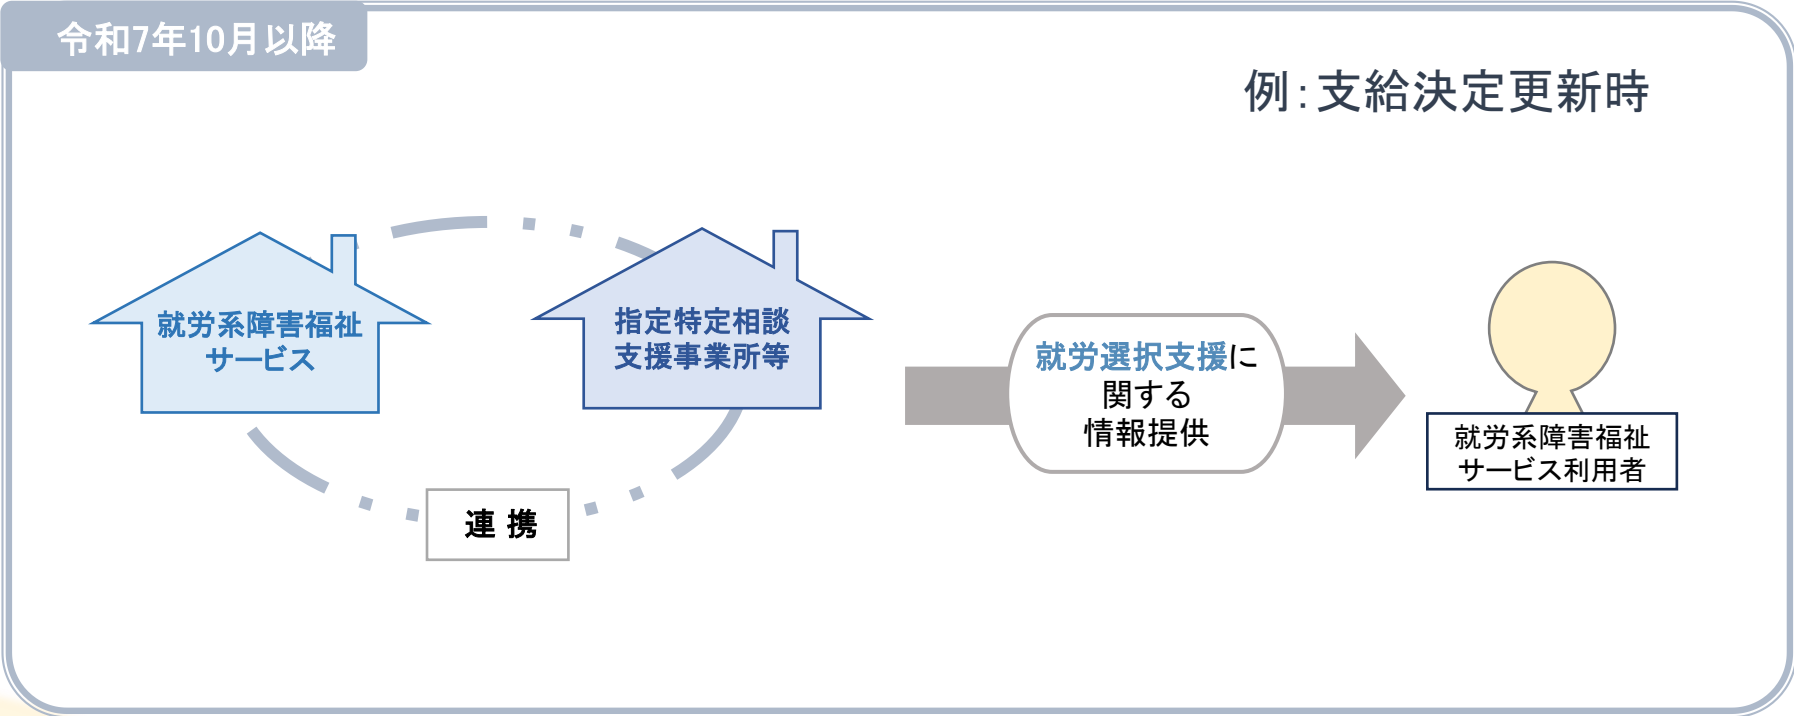 令和7年10月以降
例：支給決定更新時
就労系障害福祉
サービス
指定特定相談
支援事業所等
連 携
就労選択支援に
関する
情報提供
就労系障害福祉
サービス利用者